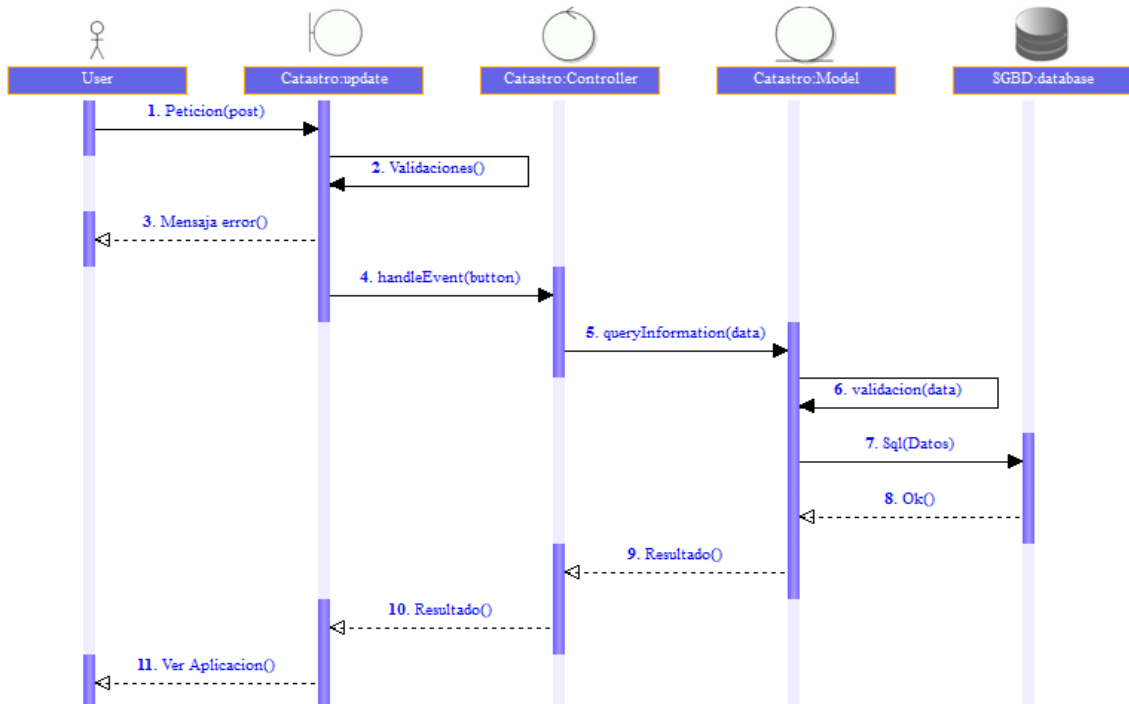 User
Catastro:update
Catastro:Controller
Catastro:Model
SGBD:database
1. Peticion(post)
2. Validaciones()
3. Mensaja error()
4. handleEvent(button)
5. queryInformation(data)
6. validacion(data)
7. Sql(Datos)
8. Ok()
9. Resultado()
10. Resultado()
11. Ver Aplicacion()